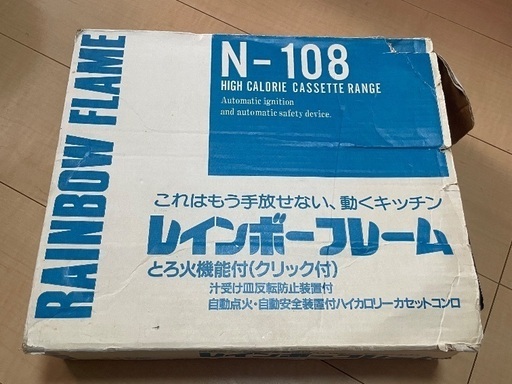 RAINBOW FLAME
N-108
HIGH CALORIE CASSETTE RANGE
Automatic ignition
and automatic safety device.
これはもう手放せない、動くキッチン
レインボーフレーム
とろ火機能付(クリック付)
汁受け皿反転防止装置付
自動点火・自動安全装置付ハイカロリーカセットコンロ